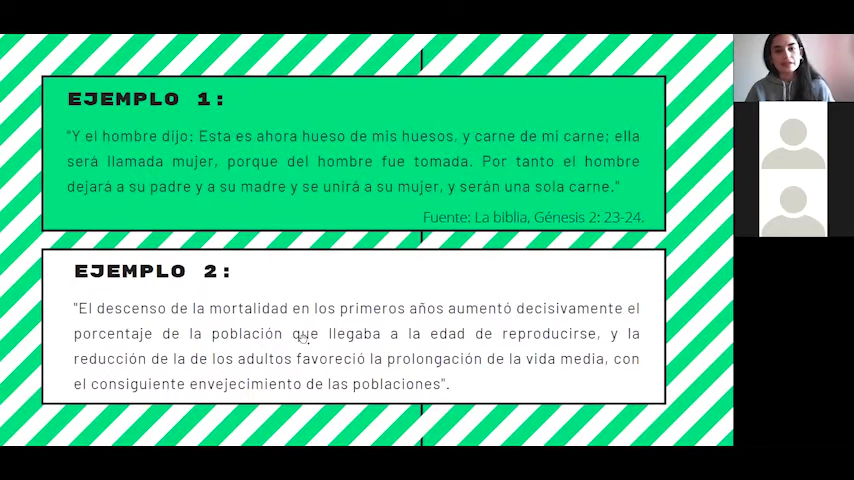 EJEMPLO 1:
"Y el hombre dijo: Esta es ahora hueso de mis huesos, y carne de mi carne; ella
será llamada mujer, porque del hombre fue tomada. Por tanto el hombre
dejará a su padre y a su madre y se unirá a su mujer, y serán una sola carne."
Fuente: La biblia, Génesis 2: 23-24.
EJEMPLO 2:
"El descenso de la mortalidad en los primeros años aumentó decisivamente el
porcentaje de la población que llegaba a la edad de reproducirse, y la
reducción de la de los adultos favoreció la prolongación de la vida media, con
el consiguiente envejecimiento de las poblaciones".